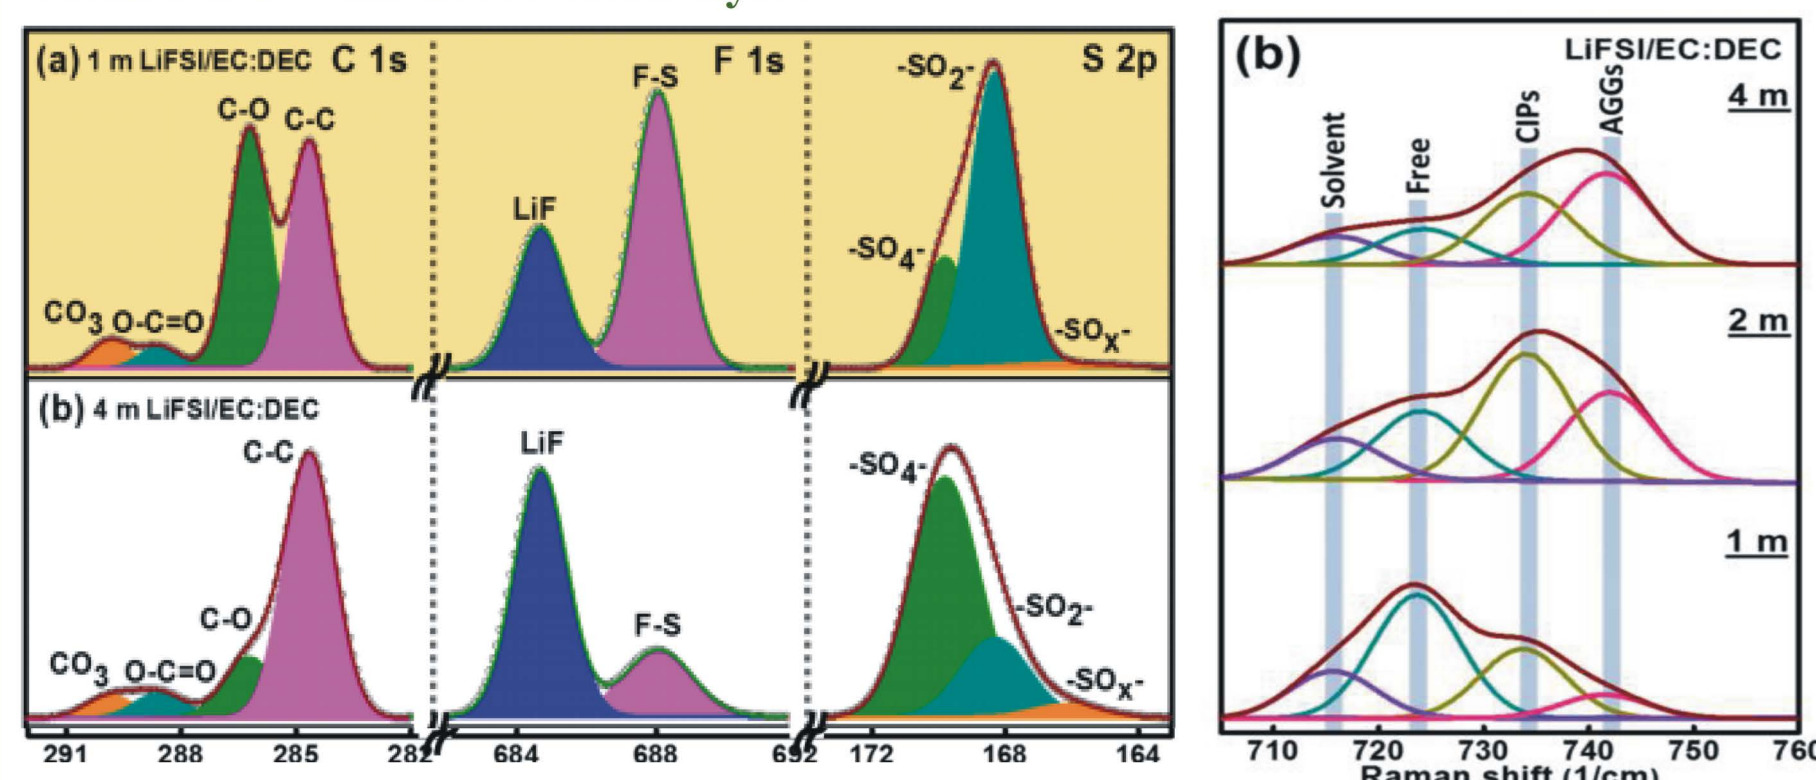 (a) 1 m LiFSI/EC:DEC C 1s
F 1s
S 2p
C-O
C-C
CO3
O-C=O
LiF
F-S
-SO2-
-SO4-
-SOX-
(b) 4 m LiFSI/EC:DEC
C-C
C-O
CO3
O-C=O
LiF
F-S
-SO4-
-SO2-
-SOX-
291 288 285 282 684 688 692 172 168 164
(b) LiFSI/EC:DEC
Solvent
Free
CIPs
AGGs
4 m
2 m
1 m
710 720 730 740 750 760
Raman shift (1/cm)